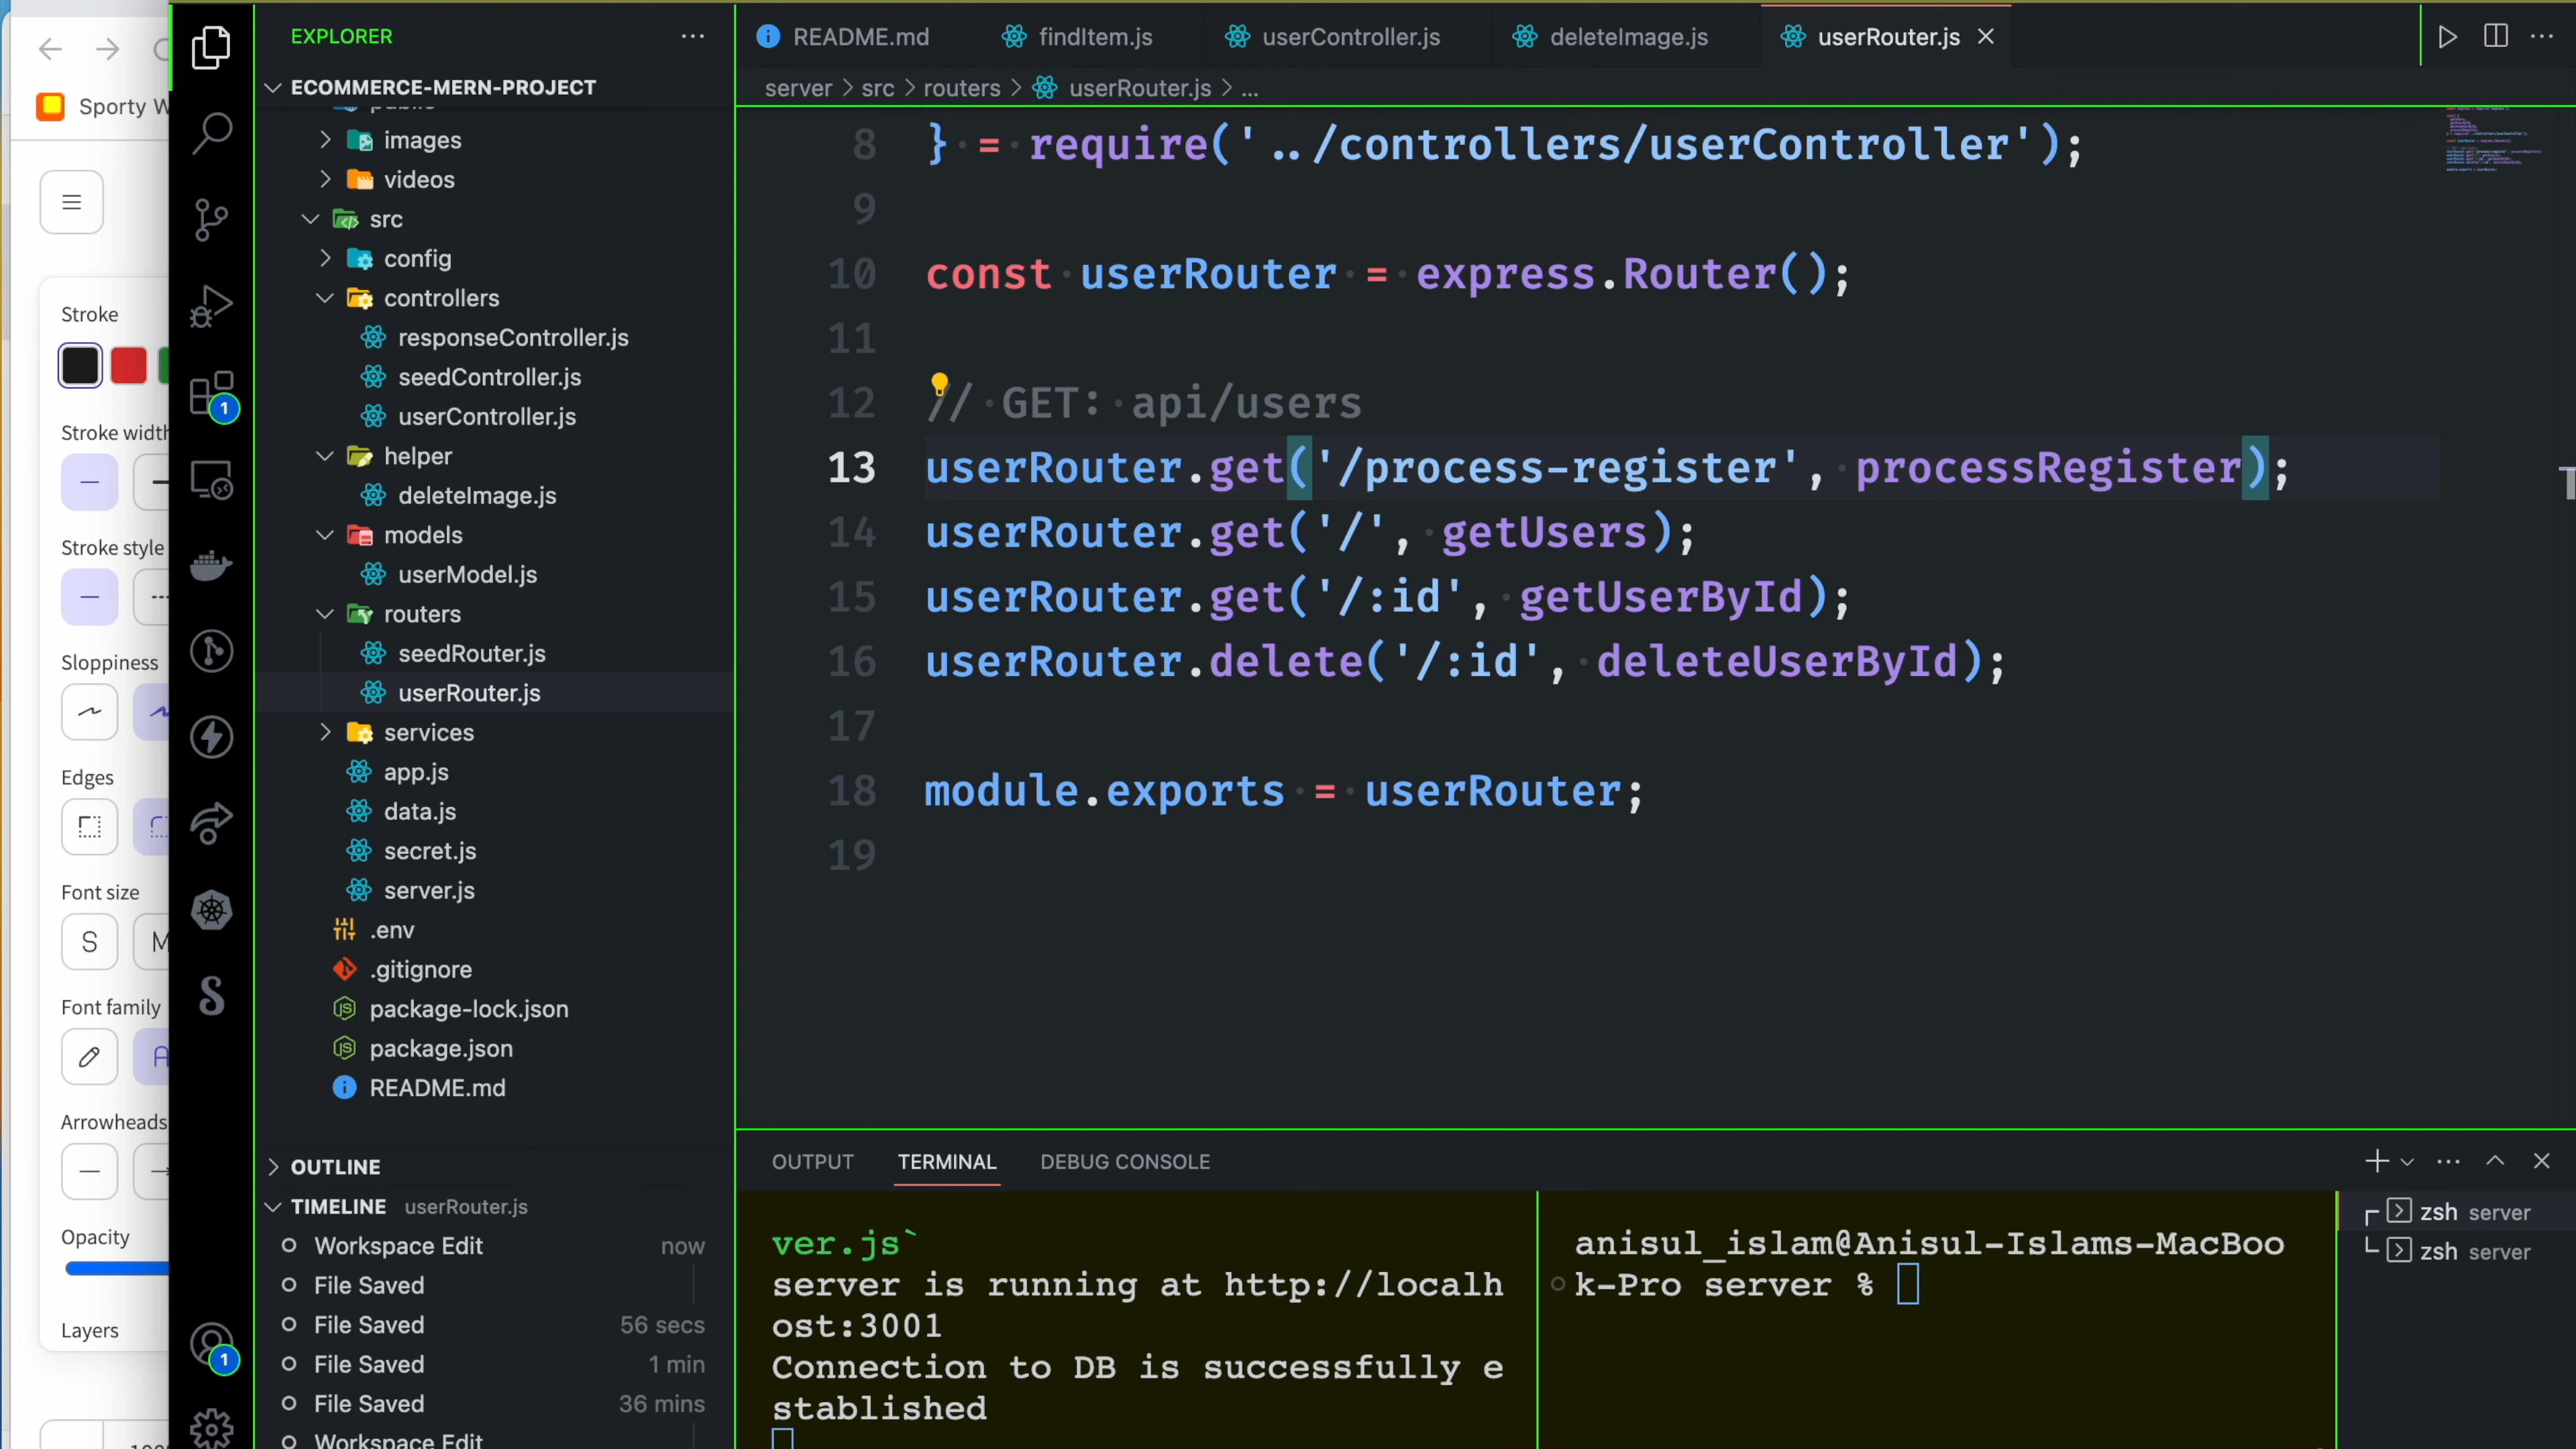 Sporty W
Stroke
Stroke width
Stroke style
Sloppiness
Edges
Font size
S
M
Font family
A
Arrowheads
Opacity
Layers
1
1
EXPLORER
ECOMMERCE-MERN-PROJECT
public
images
videos
src
config
controllers
responseController.js
seedController.js
userController.js
helper
deleteImage.js
models
userModel.js
routers
seedRouter.js
userRouter.js
services
app.js
data.js
secret.js
server.js
.env
.gitignore
package-lock.json
package.json
README.md
OUTLINE
TIMELINE userRouter.js
Workspace Edit now
File Saved
File Saved 56 secs
File Saved 1 min
File Saved 36 mins
Workspace Edit
README.md findItem.js userController.js deleteImage.js userRouter.js
server > src > routers > userRouter.js > ...
8 } = require('../controllers/userController');
9
10 const userRouter = express.Router();
11
12 // GET: api/users
13 userRouter.get('/process-register', processRegister);
14 userRouter.get('/', getUsers);
15 userRouter.get('/:id', getUserById);
16 userRouter.delete('/:id', deleteUserById);
17
18 module.exports = userRouter;
19
OUTPUT TERMINAL DEBUG CONSOLE
ver.js`
server is running at http://localh
ost:3001
Connection to DB is successfully e
stablished
anisul_islam@Anisul-Islams-MacBoo
k-Pro server %
zsh server
zsh server